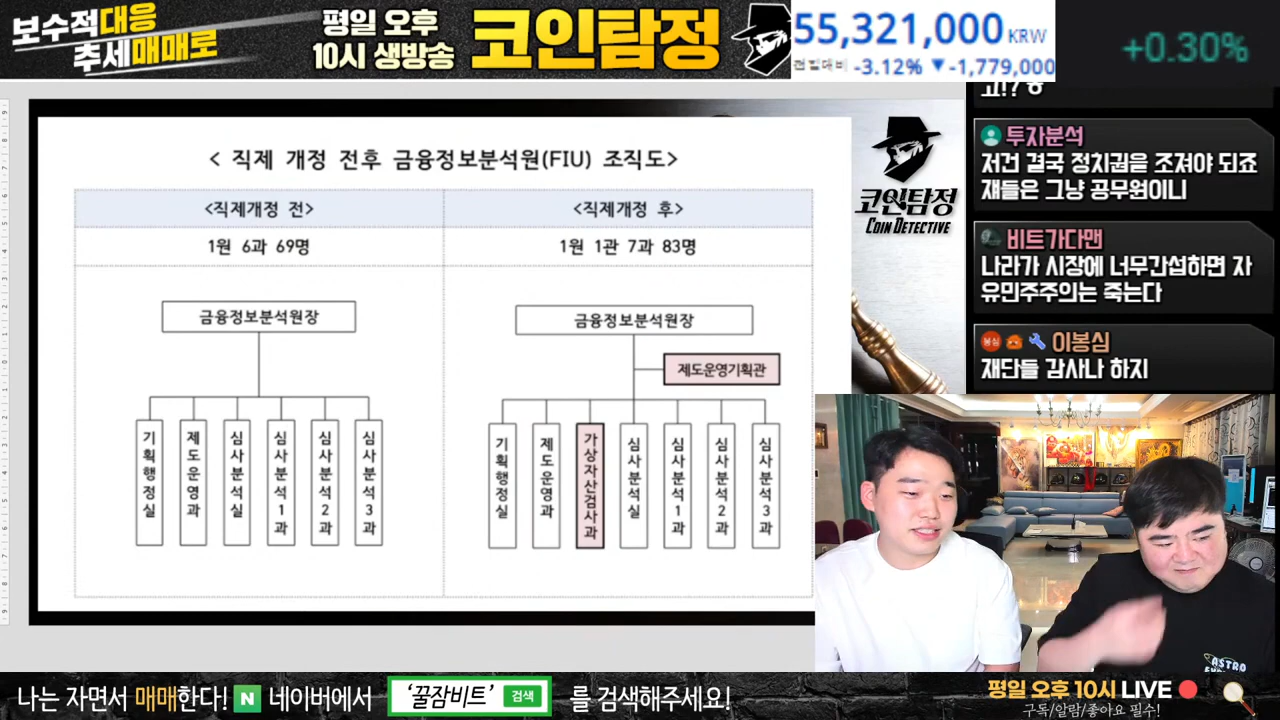 보수적대응
추세매매로
평일 오후
10시 생방송
코인탐정
55,321,000 KRW
전일대비 -3.12% ▼-1,779,000
+0.30%
< 직제 개정 전후 금융정보분석원(FIU) 조직도>
<직제개정 전>
<직제개정 후>
1원 6과 69명
1원 1관 7과 83명
금융정보분석원장
기획행정실
제도운영과
심사분석실
심사분석1과
심사분석2과
심사분석3과
금융정보분석원장
제도운영기획관
기획행정실
제도운영과
가상자산검사과
심사분석실
심사분석1과
심사분석2과
심사분석3과
코인탐정
COIN DETECTIVE
고!? ㅎ
투자분석
저건 결국 정치권을 조져야 되죠
쟤들은 그냥 공무원이니
비트가다맨
나라가 시장에 너무간섭하면 자
유민주주의는 죽는다
봉심 이봉심
재단들 감사나 하지
ASTRO
나는 자면서 매매한다! N 네이버에서 '꿀잠비트' 검색 를 검색해주세요!
평일 오후 10시 LIVE
구독/알람/좋아요 필수!